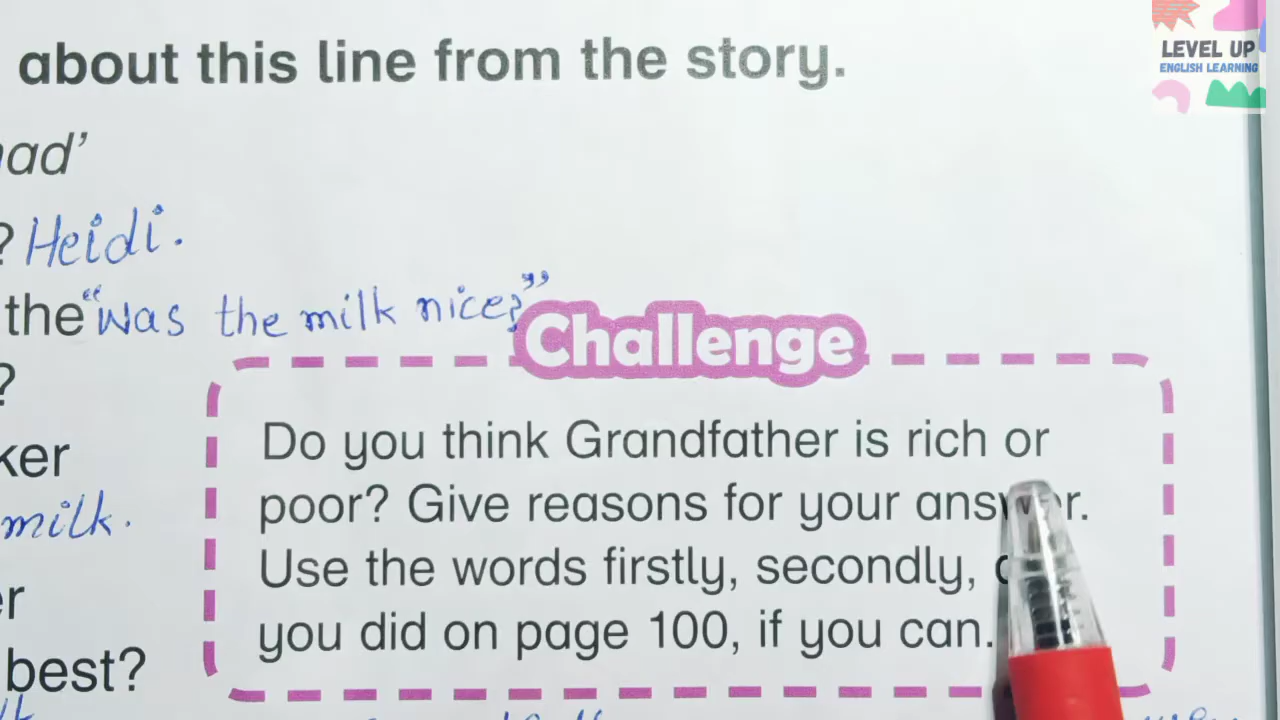 about this line from the story.
ad'
? Heidi.
the "was the milk nice?"
?
Challenge
Do you think Grandfather is rich or
poor? Give reasons for your answer.
ker
Use the words firstly, secondly,
milk.
you did on page 100, if you can.
er
best?
LEVEL UP
ENGLISH LEARNING